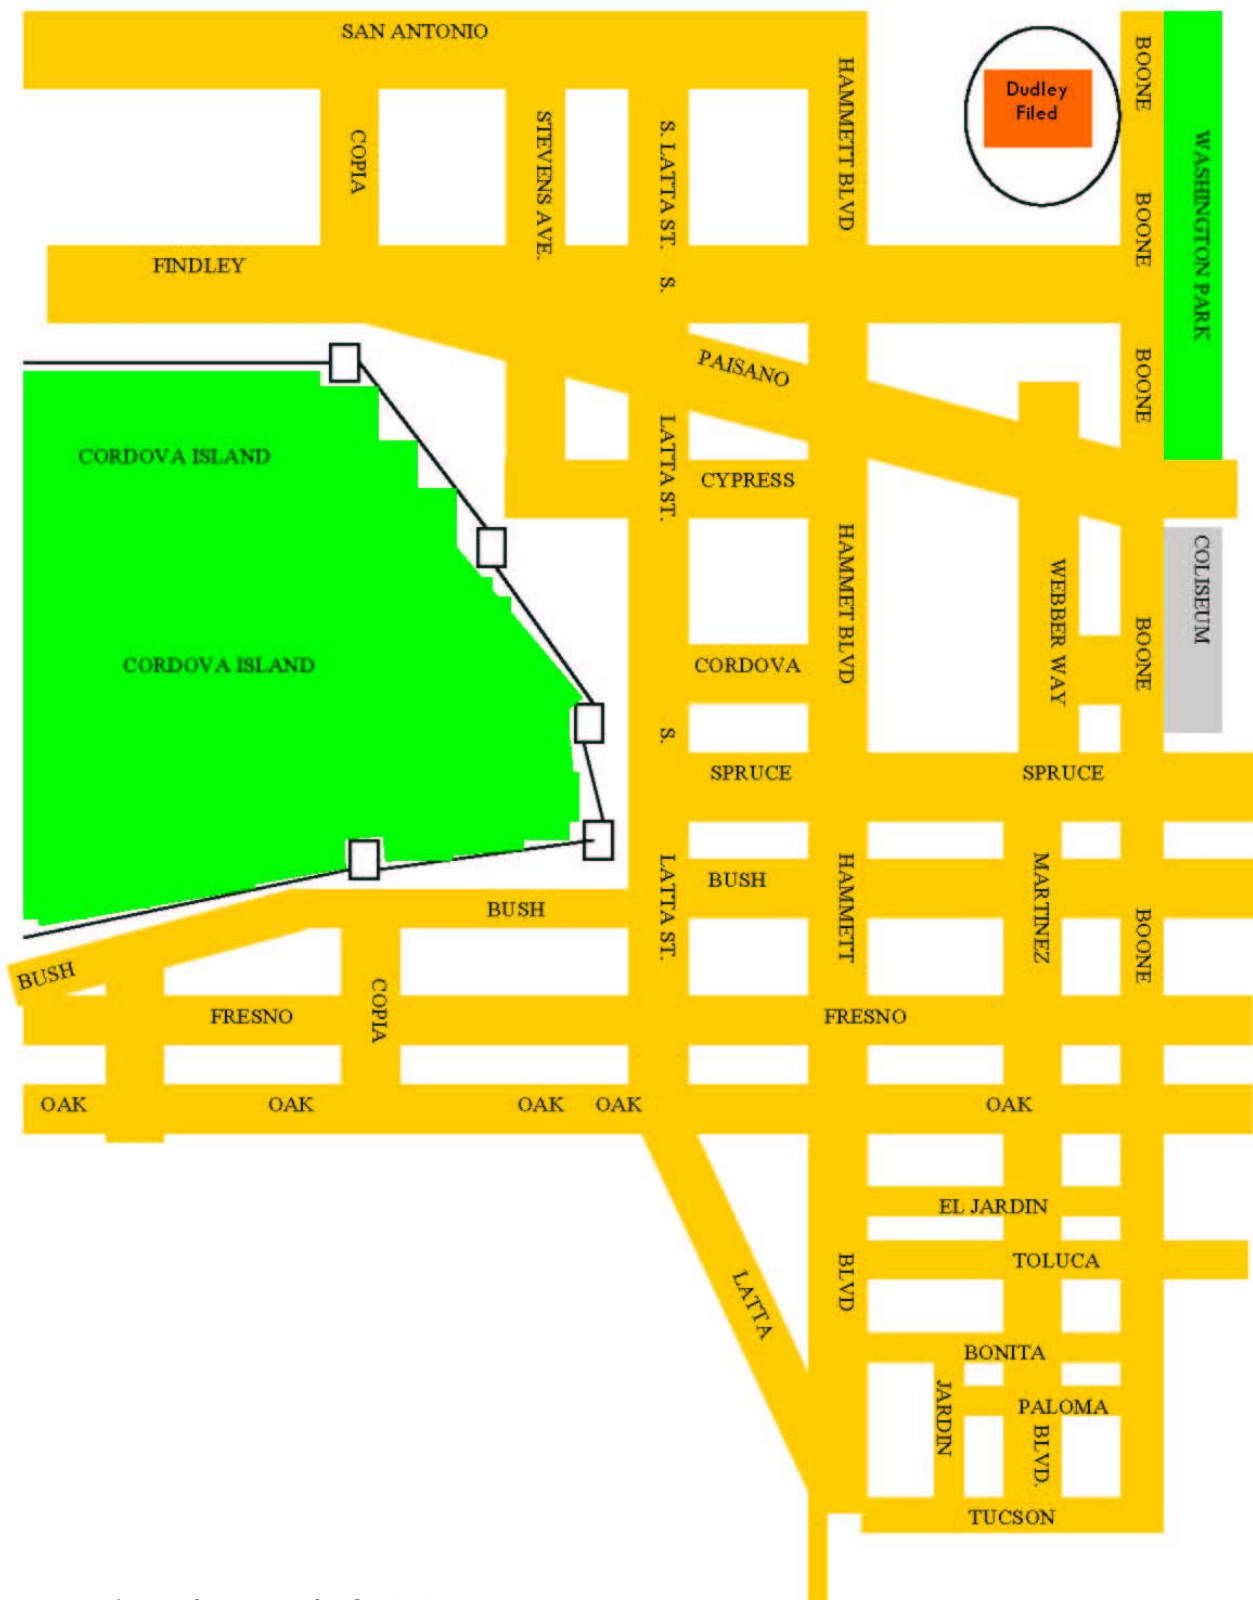 SAN ANTONIO
Dudley
Filed
BOONE
HAMMETT BLVD
COPIA
STEVENS AVE.
S. LATTA ST.
WASHINGTON PARK
BOONE
FINDLEY
S.
BOONE
PAISANO
CORDOVA ISLAND
LATTA ST.
CYPRESS
HAMMET BLVD
COLISEUM
WEBBER WAY
BOONE
CORDOVA ISLAND
CORDOVA
S.
SPRUCE
SPRUCE
BUSH
LATTA ST.
HAMMETT
MARTINEZ
BOONE
BUSH
BUSH
COPIA
FRESNO
FRESNO
OAK
OAK
OAK
OAK
OAK
EL JARDIN
TOLUCA
BLVD
LATTA
BONITA
JARDIN
PALOMA
BLVD.
TUCSON